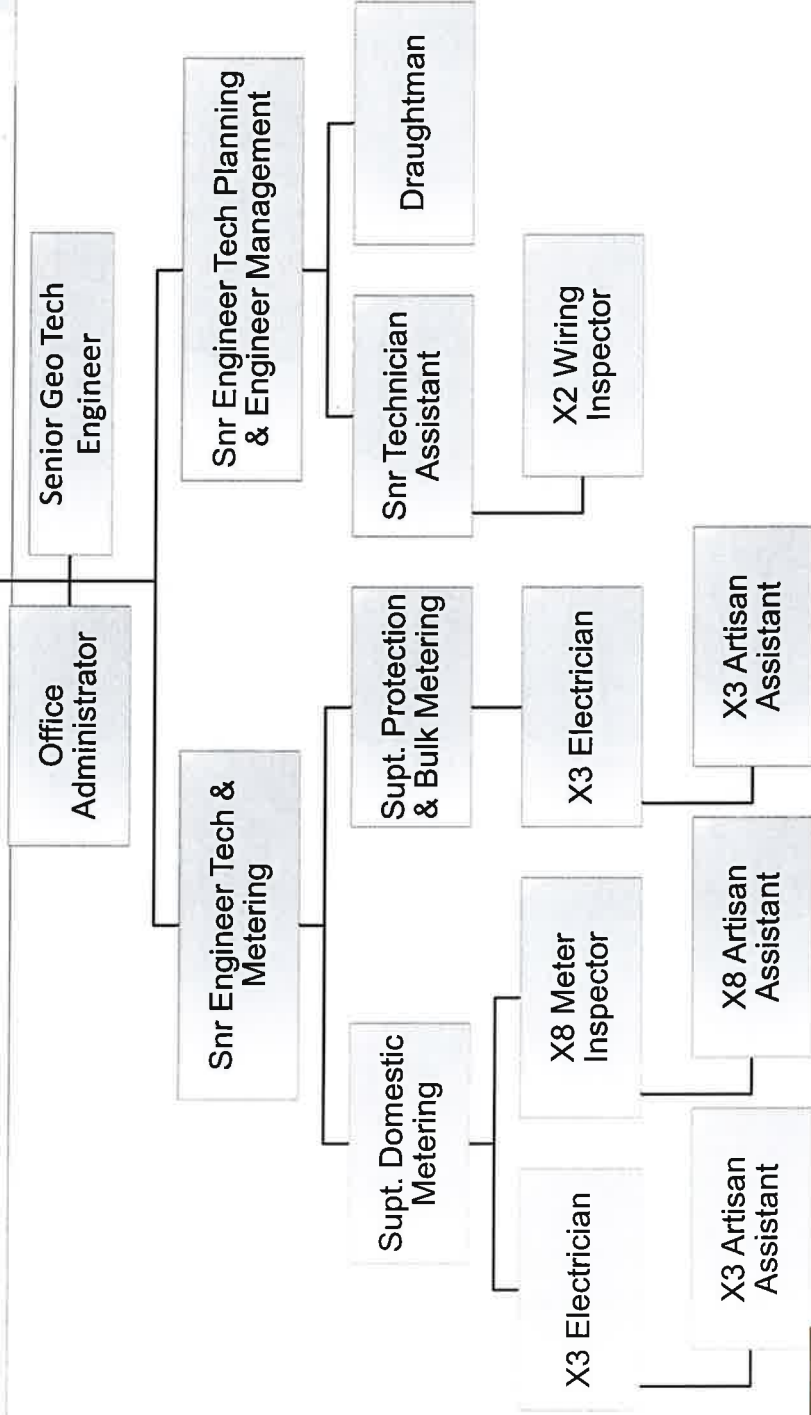 Office
Administrator
Senior Geo Tech
Engineer
Snr Engineer Tech &
Metering
Snr Engineer Tech Planning
& Engineer Management
Supt. Domestic
Metering
Supt. Protection
& Bulk Metering
Snr Technician
Assistant
Draughtman
X3 Electrician
X8 Meter
Inspector
X3 Electrician
X2 Wiring
Inspector
X3 Artisan
Assistant
X8 Artisan
Assistant
X3 Artisan
Assistant